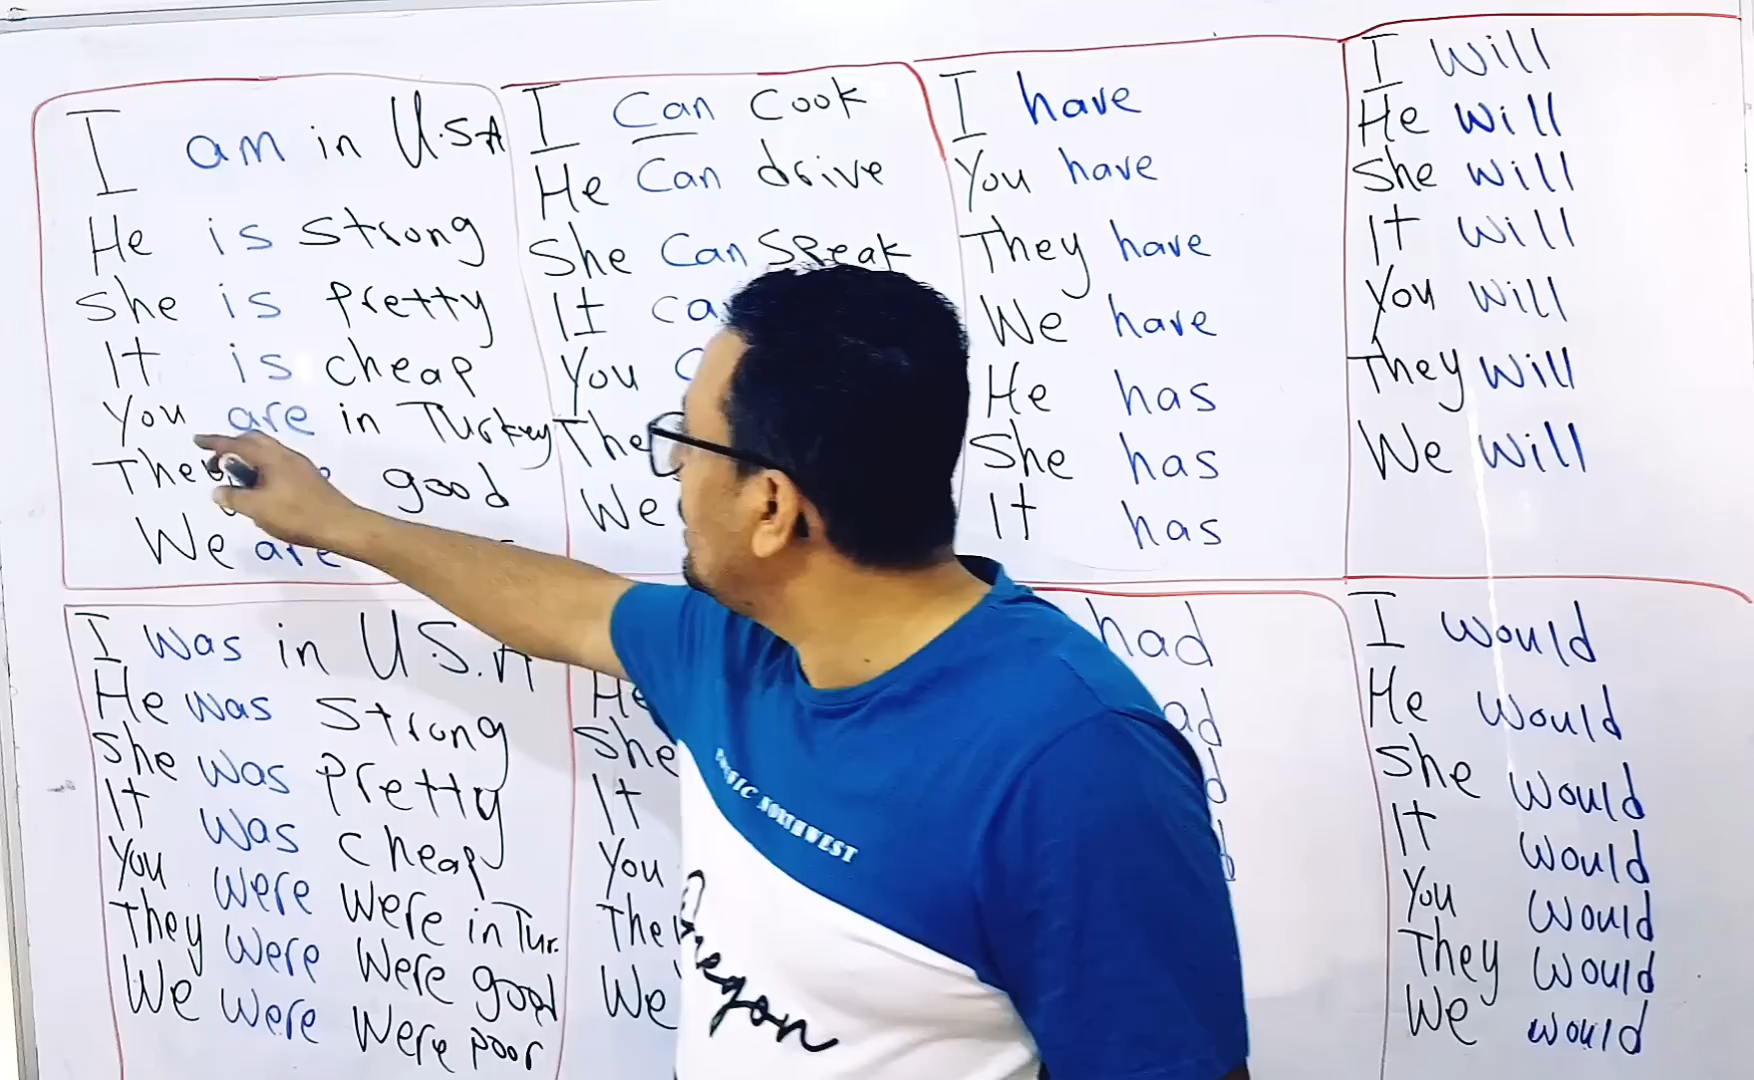 I am in U.S.A
He is strong
She is pretty
It is cheap
You are in Turkey
They good
We are
I Can cook
He Can drive
She Can Speak
It
You
We
I have
You have
They have
We have
He has
She has
It has
I will
He will
She will
It will
You will
They will
We will
I was in U.S.A
He was strong
She was pretty
It was cheap
You were were in Tur.
They were were good
We were were poor
He
She
It
You
We
had
I would
He would
She would
It would
You would
They would
We would
NORTHWEST
Oregon